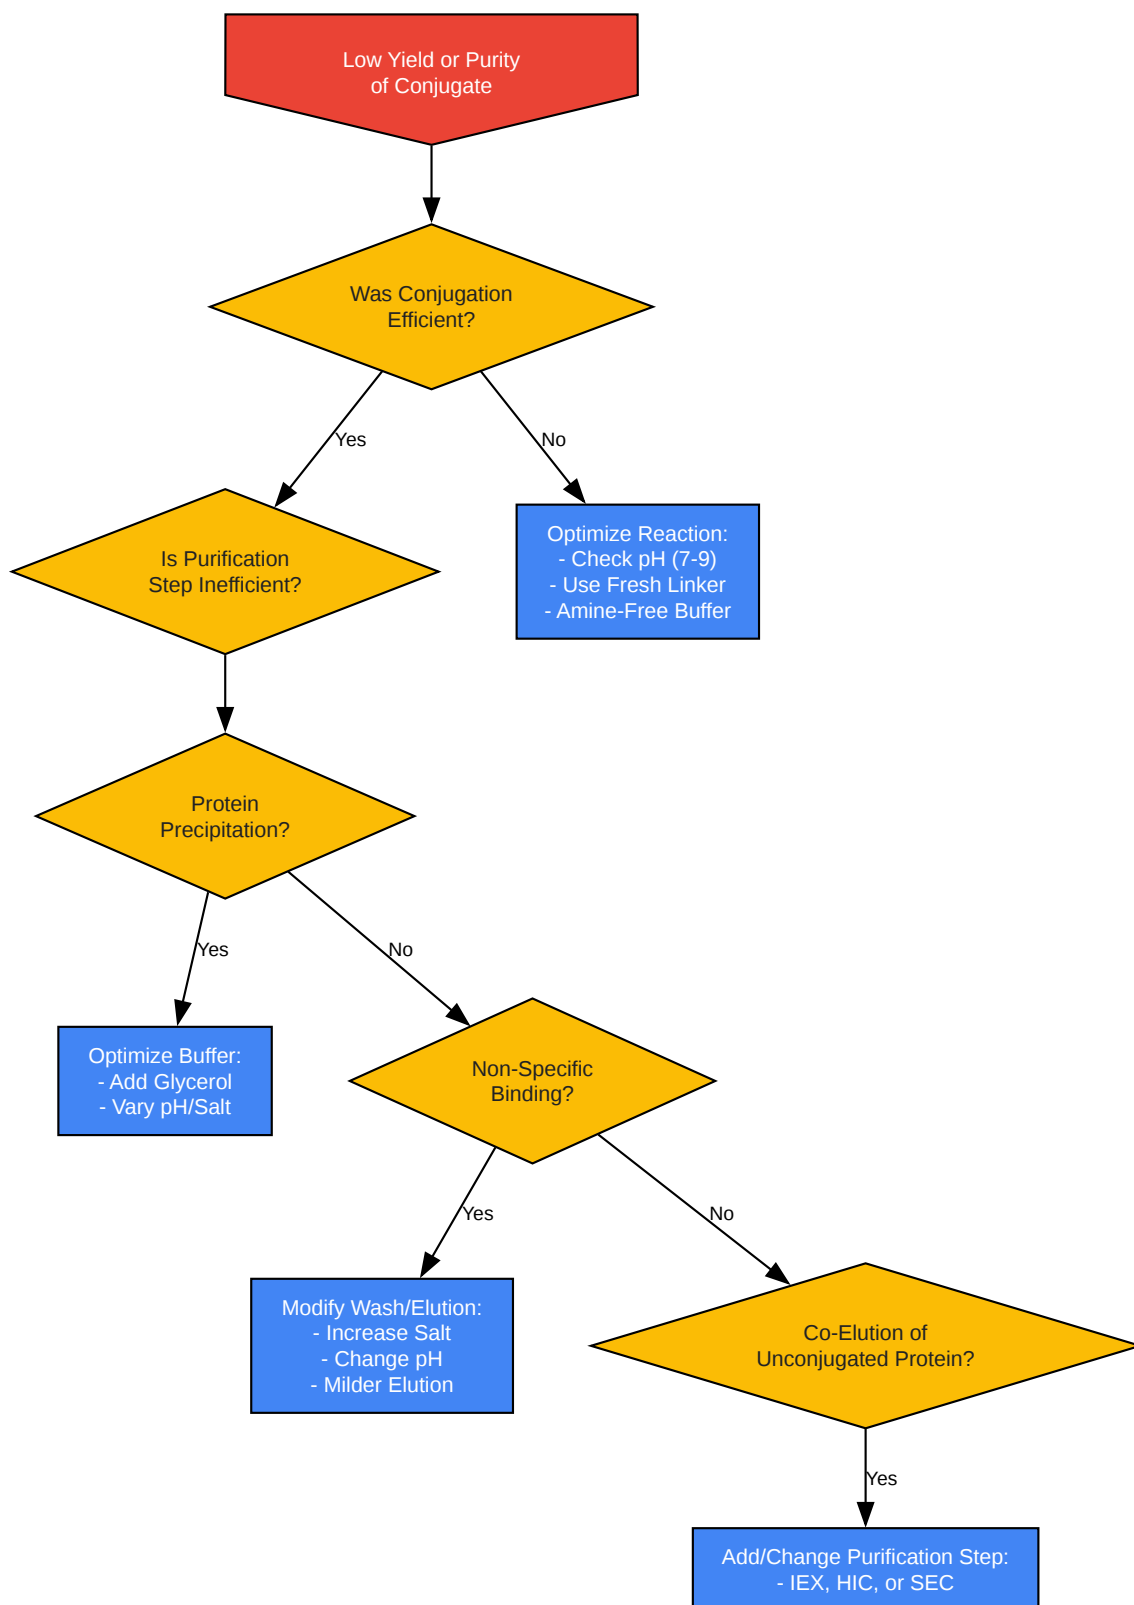 Low Yield or Purity
of Conjugate
Was Conjugation
Efficient?
Yes
No
Is Purification
Step Inefficient?
Optimize Reaction:
- Check pH (7-9)
- Use Fresh Linker
- Amine-Free Buffer
Protein
Precipitation?
Yes
No
Optimize Buffer:
- Add Glycerol
- Vary pH/Salt
Non-Specific
Binding?
Yes
No
Modify Wash/Elution:
- Increase Salt
- Change pH
- Milder Elution
Co-Elution of
Unconjugated Protein?
Yes
Add/Change Purification Step:
- IEX, HIC, or SEC